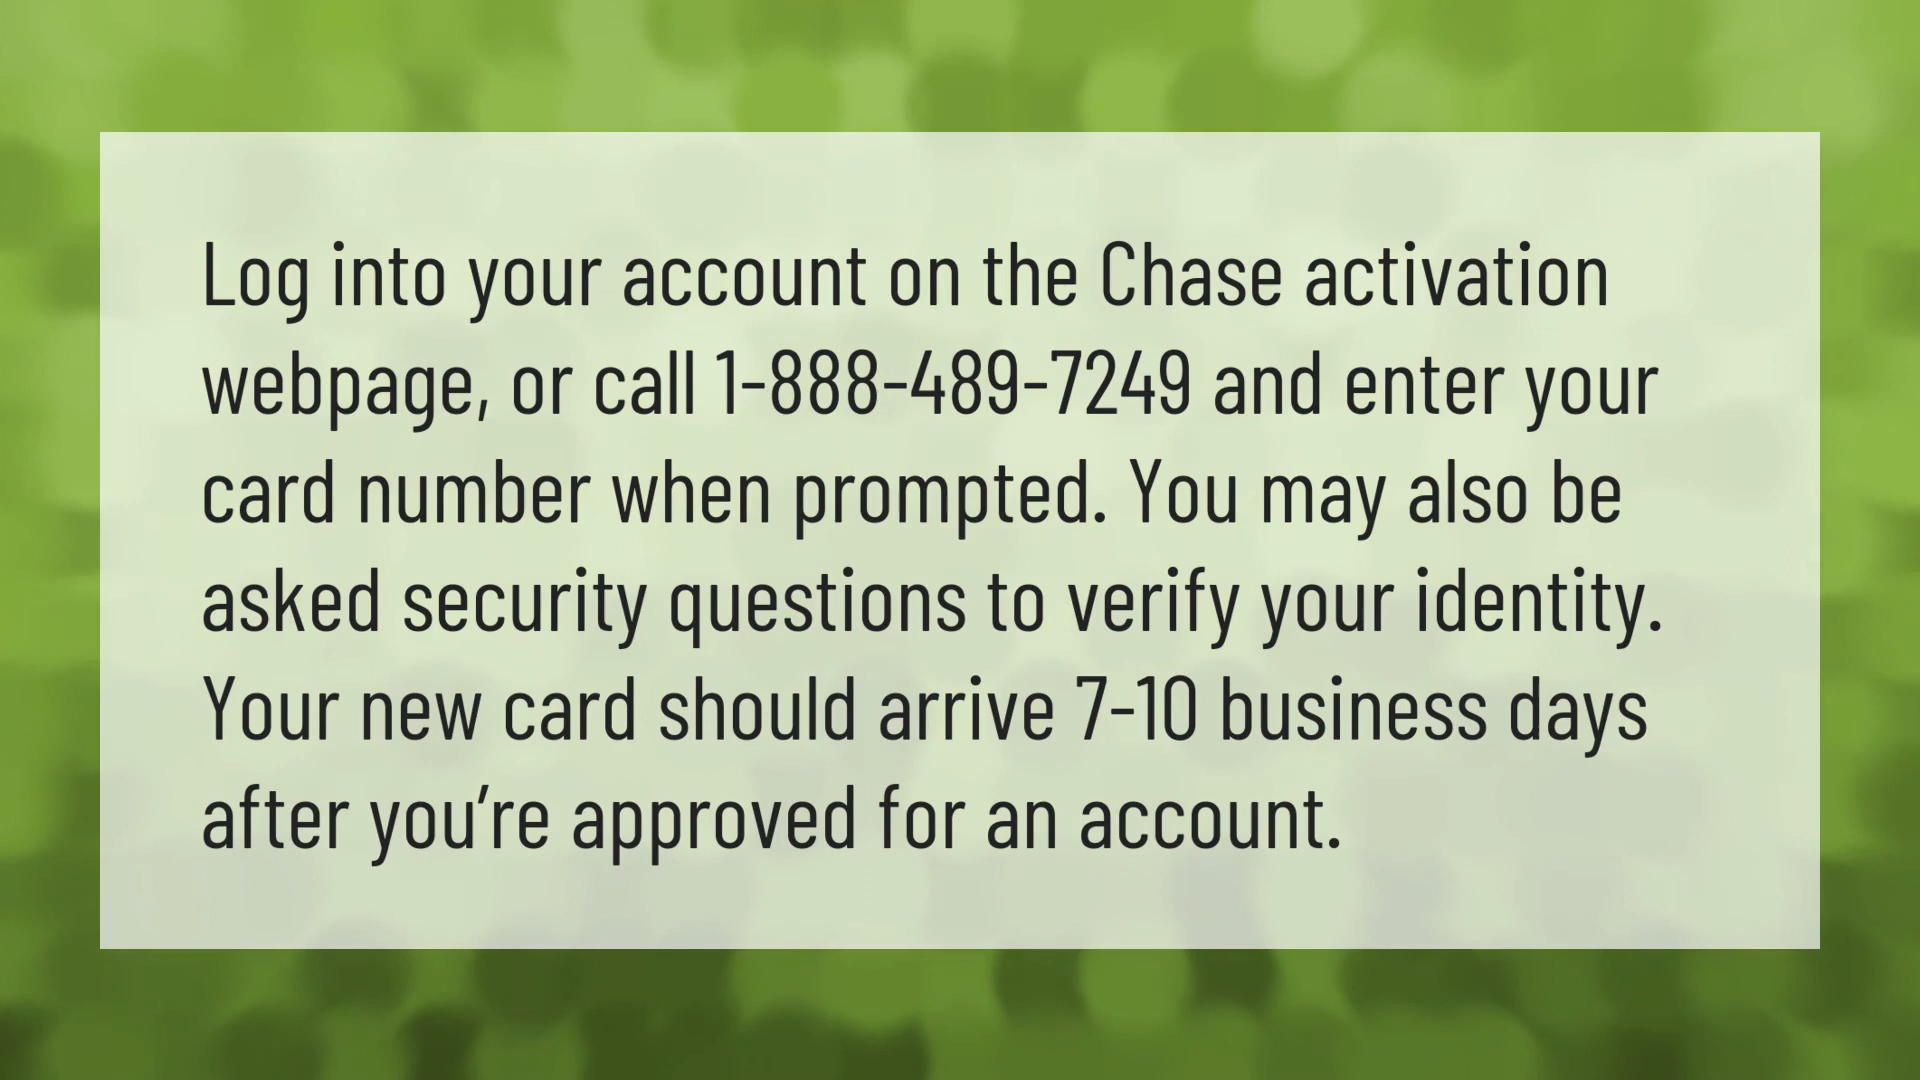 Log into your account on the Chase activation
webpage, or call 1-888-489-7249 and enter your
card number when prompted. You may also be
asked security questions to verify your identity.
Your new card should arrive 7-10 business days
after you’re approved for an account.